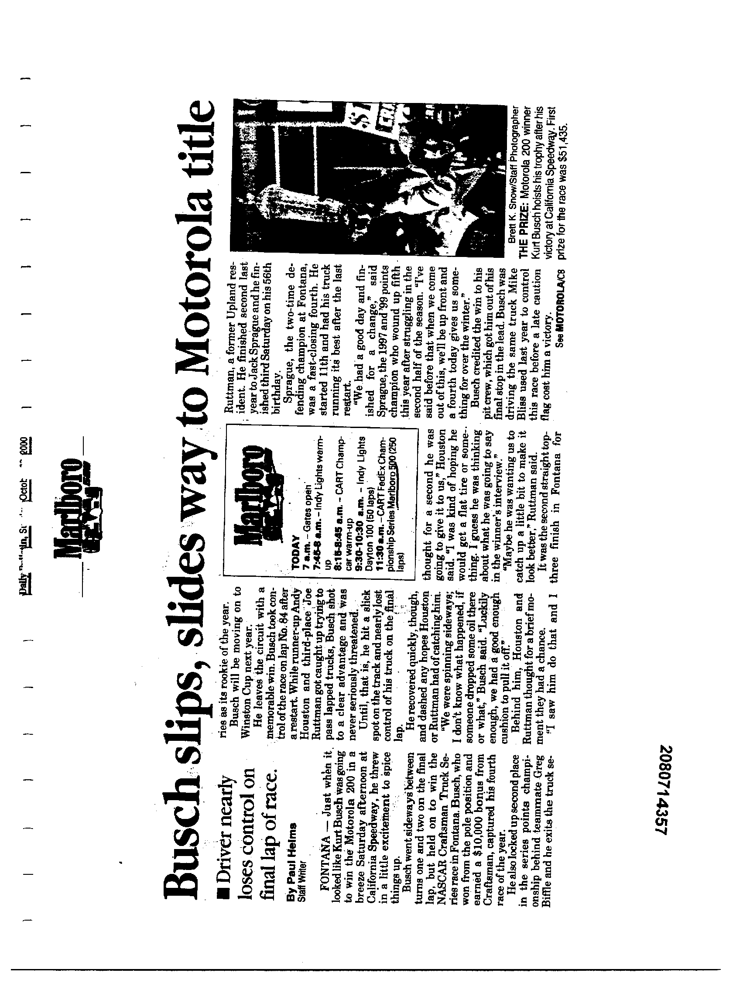 Daily 2000
Marlboro
Busch slips, slides way to Motorola title
■ Driver nearly
loses control on
final lap of race.
By Paul Helms
Staff Writer
FONTANA — Just when it
looked like Kurt Busch was going
to win the Motorola 200 in a
breeze Saturday afternoon at
California Speedway, he threw
in a little excitement to spice
things up.
Busch went sideways between
turns one and two on the final
lap, but held on to win the
NASCAR Craftsman Truck Se-
ries race in Fontana. Busch, who
won from the pole position and
earned a $10,000 bonus from
Craftsman, captured his fourth
race of the year.
He also locked up second place
in the series points champi-
onship behind teammate Greg
Biffle and he exits the truck se-
ries as its rookie of the year.
Busch will be moving on to
Winston Cup next year.
He leaves the circuit with a
memorable win. Busch took con-
trol of the race on lap No. 84 after
a restart. While runner-up Andy
Houston and third-place Joe
Ruttman got caught up trying to
pass lapped trucks, Busch shot
to a clear advantage and was
never seriously threatened.
Until, that is, he hit a slick
spot on the track and nearly lost
control of his truck on the final
lap.
He recovered quickly, though,
and dashed any hopes Houston
or Ruttman had of catching him.
"We were spinning sideways;
I don't know what happened, if
someone dropped some oil there
or what," Busch said. "Luckily
enough, we had a good enough
cushion to pull it off."
Behind him, Houston and
Ruttman thought for a brief mo-
ment they had a chance.
"I saw him do that and I
Marlboro
TODAY
7 a.m. – Gates open
7:45-8 a.m. – Indy Lights warm-
up
8:15-8:45 a.m. – CART Champ-
car warm-up
9:30-10:30 a.m. – Indy Lights
Dayton 100 (50 laps)
11:30 a.m. – CART FedEx Cham-
pionship Series Marlboro 500 (250
laps)
thought for a second he was
going to give it to us," Houston
said. "I was kind of hoping he
would get a flat tire or some-
thing. I guess he was thinking
about what he was going to say
in the winner's interview."
"Maybe he was wanting us to
catch up a little bit to make it
look better," Ruttman said.
It was the second straight top-
three finish in Fontana for
Ruttman, a former Upland res-
ident. He finished second last
year to Jack Sprague and he fin-
ished third Saturday on his 56th
birthday.
Sprague, the two-time de-
fending champion at Fontana,
was a fast-closing fourth. He
started 11th and had his truck
running its best after the last
restart.
"We had a good day and fin-
ished for a change," said
Sprague, the 1997 and '99 points
champion who wound up fifth
this year after struggling in the
second half of the season. "I've
said before that when we come
out of this, we'll be up front and
a fourth today gives us some-
thing for over the winter."
Busch credited the win to his
pit crew, which got him out of his
final stop in the lead. Busch was
driving the same truck Mike
Bliss used last year to control
this race before a late caution
flag cost him a victory.
See MOTOROLA/C3
Brett K. Snow/Staff Photographer
THE PRIZE: Motorola 200 winner
Kurt Busch hoists his trophy after his
victory at California Speedway. First
prize for the race was $51,435.
2080714357